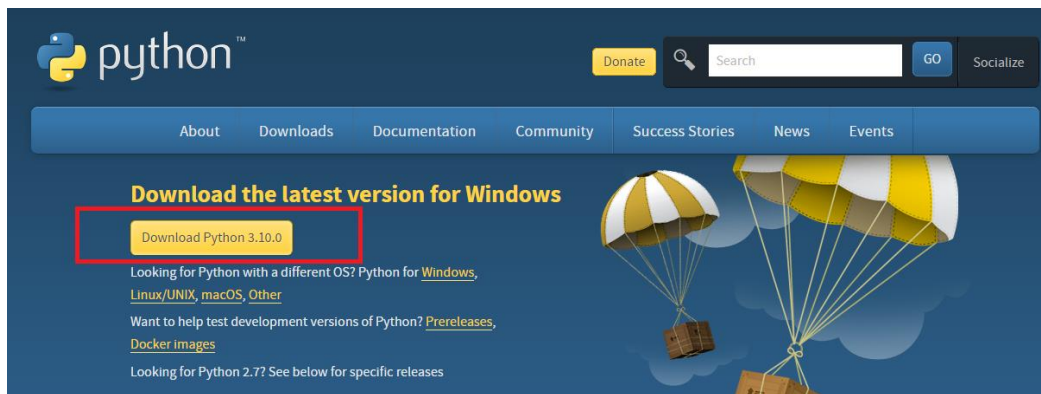 python™
Donate
Search
GO
Socialize
About Downloads Documentation Community Success Stories News Events
Download the latest version for Windows
Download Python 3.10.0
Looking for Python with a different OS? Python for Windows,
Linux/UNIX, macOS, Other
Want to help test development versions of Python? Prereleases,
Docker images
Looking for Python 2.7? See below for specific releases